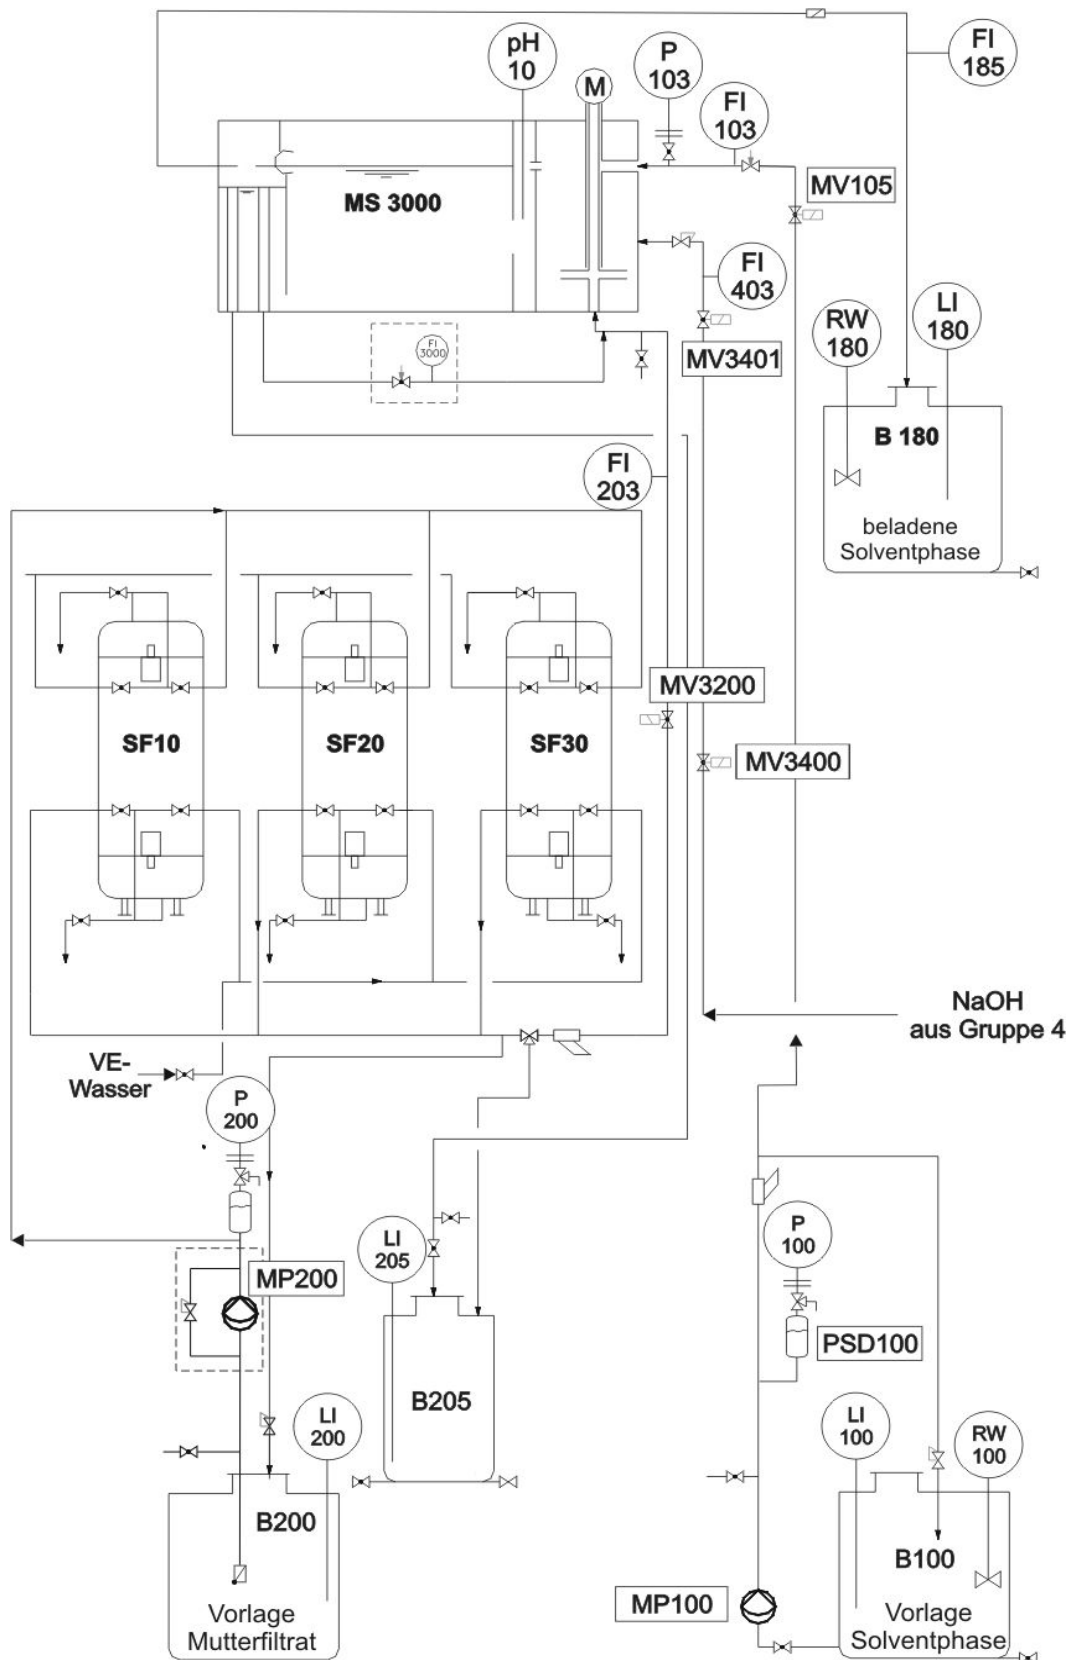 pH
10
M
P
103
FI
103
FI
185
MV105
MS 3000
FI
403
RW
180
LI
180
FI
3000
MV3401
B 180
FI
203
beladene
Solventphase
MV3200
SF10
SF20
SF30
MV3400
NaOH
aus Gruppe 4
VE-
Wasser
P
200
LI
205
P
100
MP200
PSD100
B205
LI
200
LI
100
RW
100
B200
B100
MP100
Vorlage
Mutterfiltrat
Vorlage
Solventphase